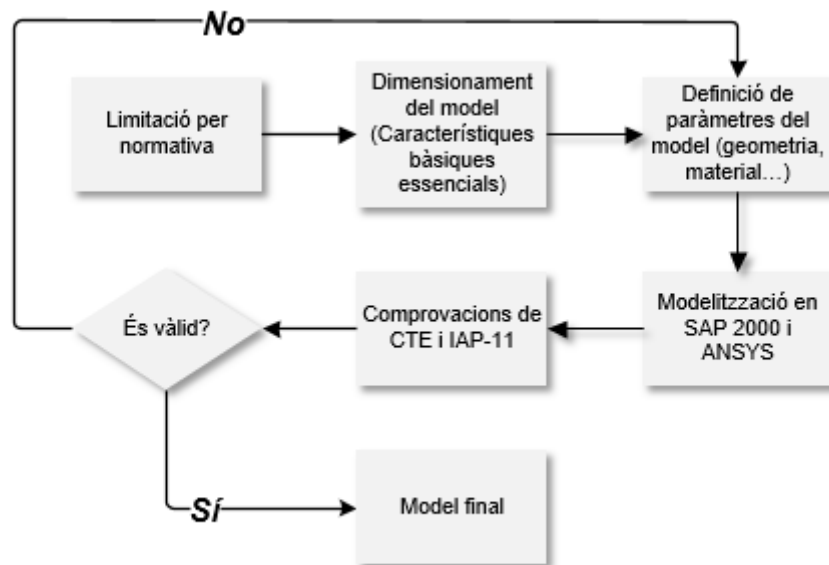 No
Limitació per
normativa
Dimensionament
del model
(Característiques
bàsiques
essencials)
Definició de
paràmetres del
model (geometria,
material…)
És vàlid?
Comprovacions de
CTE i IAP-11
Modelitzzació en
SAP 2000 i
ANSYS
Sí
Model final